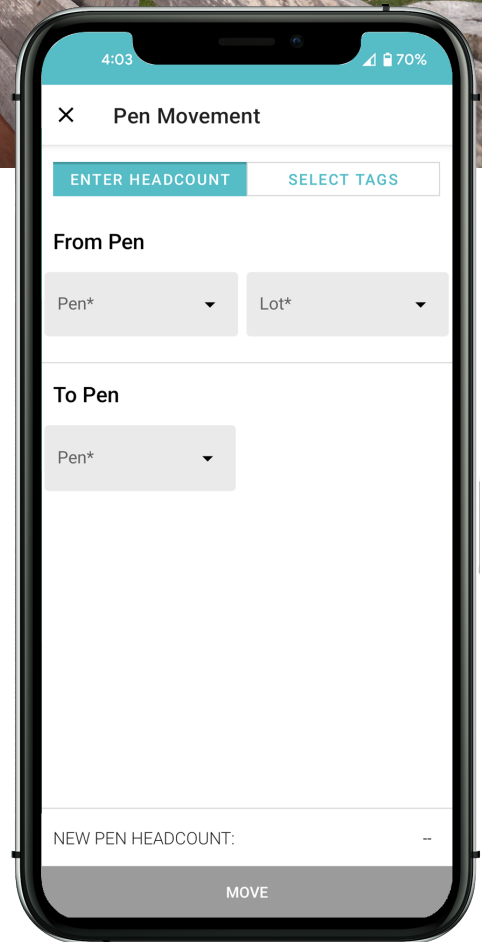 4:03 70%
Pen Movement
ENTER HEADCOUNT SELECT TAGS
From Pen
Pen* Lot*
To Pen
Pen*
NEW PEN HEADCOUNT: --
MOVE